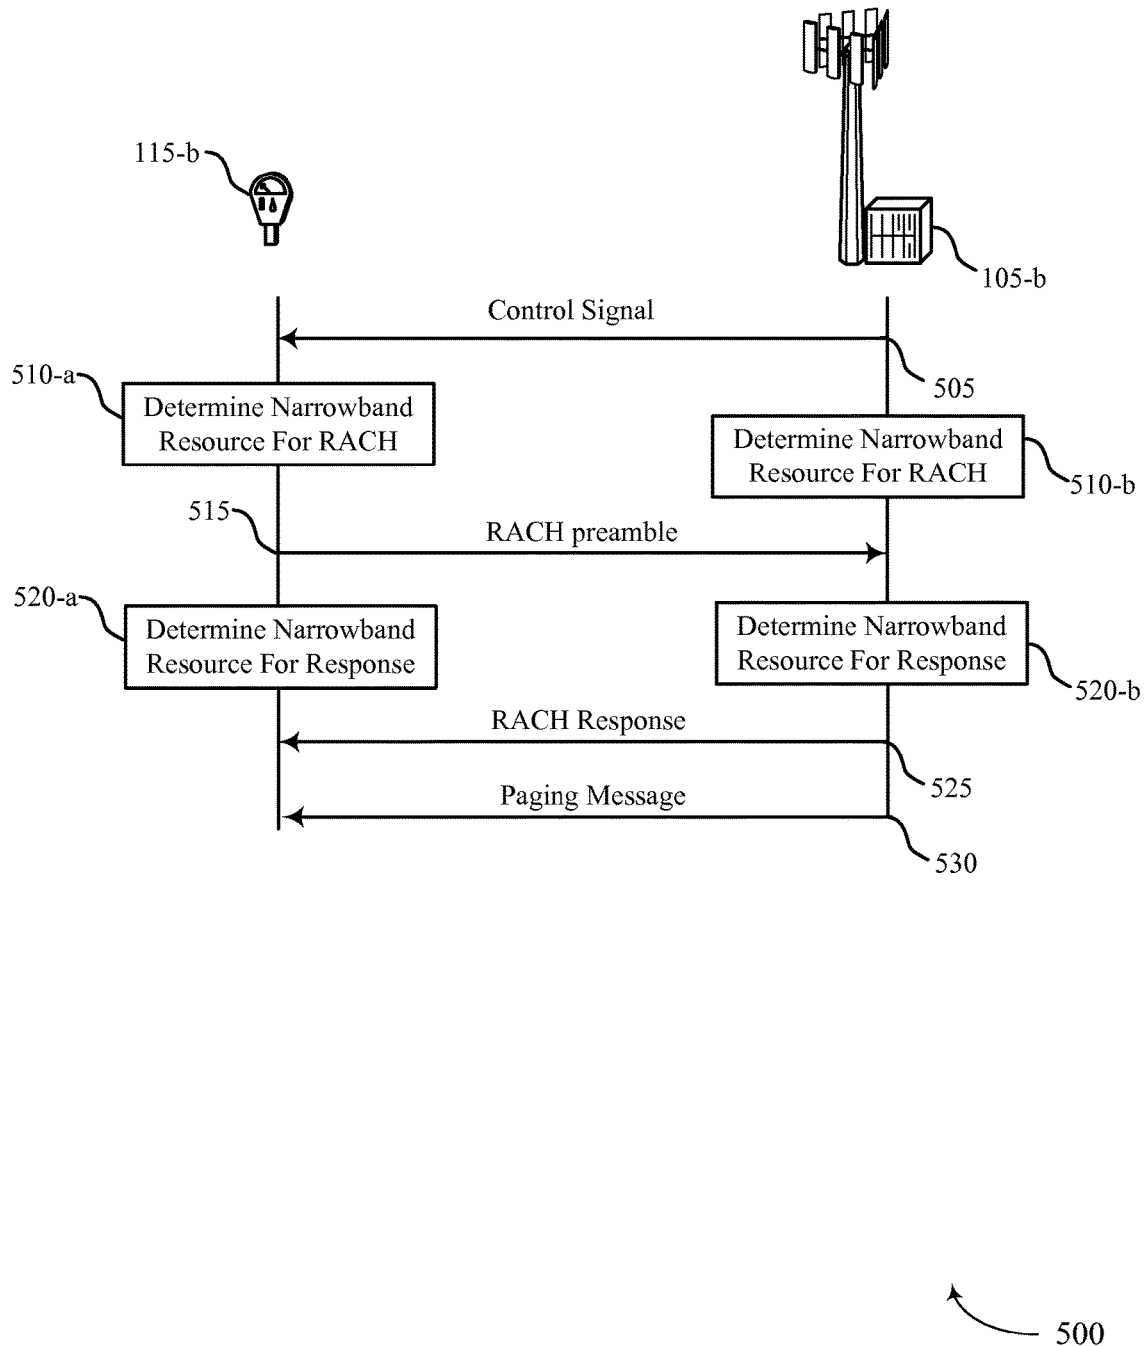 115-b
105-b
Control Signal
505
510-a
Determine Narrowband
Resource For RACH
Determine Narrowband
Resource For RACH
510-b
515
RACH preamble
520-a
Determine Narrowband
Resource For Response
Determine Narrowband
Resource For Response
520-b
RACH Response
525
Paging Message
530
500